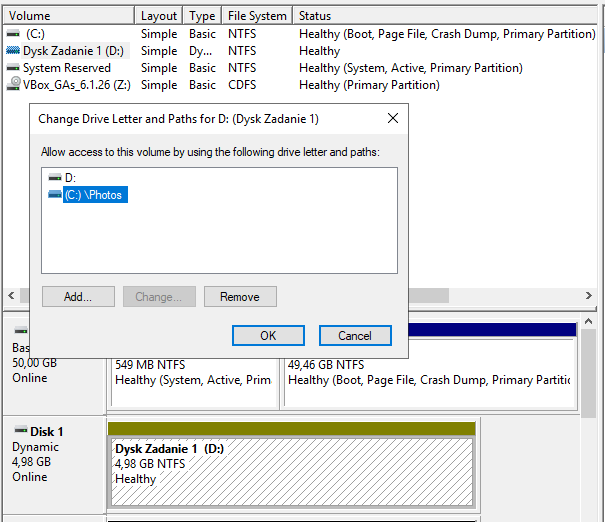 Volume Layout Type File System Status
(C:) Simple Basic NTFS Healthy (Boot, Page File, Crash Dump, Primary Partition)
Dysk Zadanie 1 (D:) Simple Dy... NTFS Healthy
System Reserved Simple Basic NTFS Healthy (System, Active, Primary Partition)
VBox_GAs_6.1.26 (Z:) Simple Basic CDFS Healthy (Primary Partition)
Change Drive Letter and Paths for D: (Dysk Zadanie 1)
Allow access to this volume by using the following drive letter and paths:
D:
(C:) \Photos
Add... Change... Remove
OK Cancel
Bas
50,00 GB
Online
549 MB NTFS
Healthy (System, Active, Prim
49,46 GB NTFS
Healthy (Boot, Page File, Crash Dump, Primary Partitic
Disk 1
Dynamic
4,98 GB
Online
Dysk Zadanie 1 (D:)
4,98 GB NTFS
Healthy